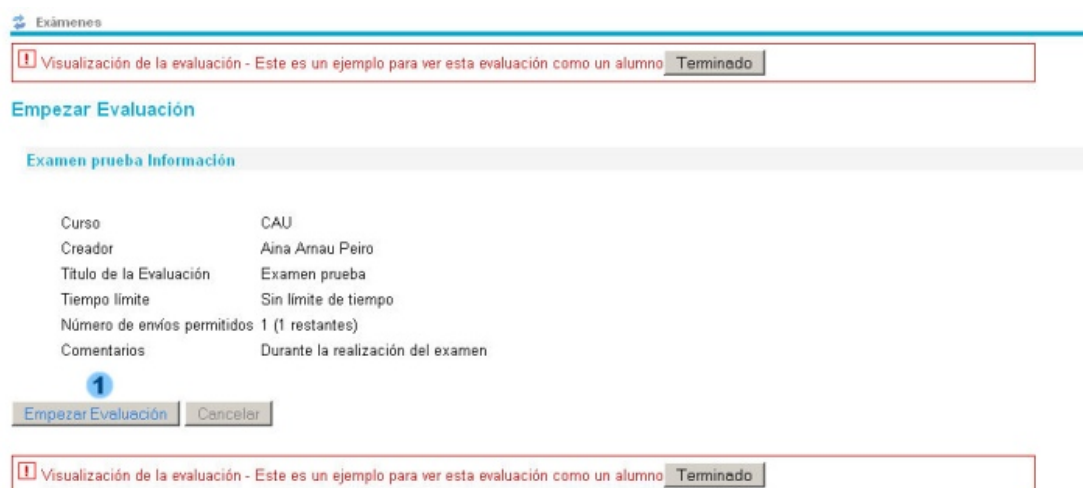 Exámenes
Visualización de la evaluación - Este es un ejemplo para ver esta evaluación como un alumno Terminado
Empezar Evaluación
Examen prueba Información
Curso CAU
Creador Aina Arnau Peiro
Título de la Evaluación Examen prueba
Tiempo límite Sin límite de tiempo
Número de envíos permitidos 1 (1 restantes)
Comentarios Durante la realización del examen
1
Empezar Evaluación Cancelar
Visualización de la evaluación - Este es un ejemplo para ver esta evaluación como un alumno Terminado